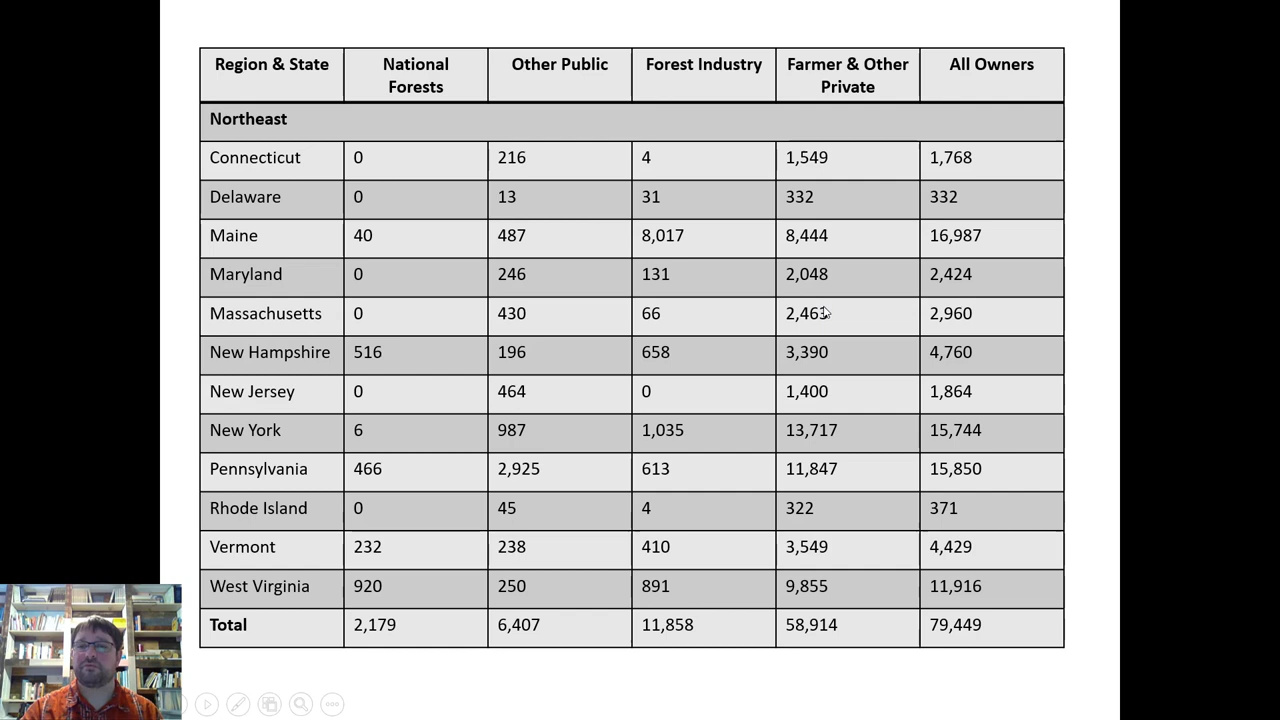 Region & State National Forests Other Public Forest Industry Farmer & Other Private All Owners
Northeast
Connecticut 0 216 4 1,549 1,768
Delaware 0 13 31 332 332
Maine 40 487 8,017 8,444 16,987
Maryland 0 246 131 2,048 2,424
Massachusetts 0 430 66 2,960
New Hampshire 516 196 658 3,390 4,760
New Jersey 0 464 0 1,400 1,864
New York 6 987 1,035 13,717 15,744
Pennsylvania 466 2,925 613 11,847 15,850
Rhode Island 0 45 4 322 371
Vermont 232 238 410 3,549 4,429
West Virginia 920 250 891 9,855 11,916
Total 2,179 6,407 11,858 58,914 79,449